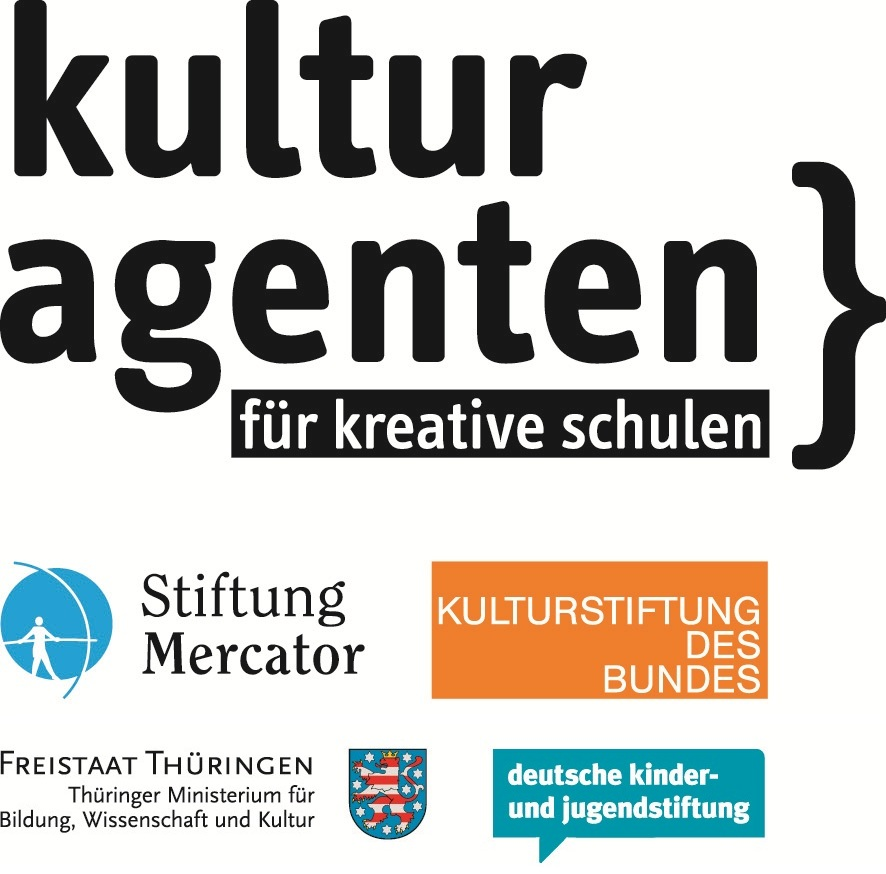 kultur
agenten }
für kreative schulen
Stiftung
Mercator
KULTURSTIFTUNG
DES
BUNDES
FREISTAAT THÜRINGEN
Thüringer Ministerium für
Bildung, Wissenschaft und Kultur
deutsche kinder-
und jugendstiftung